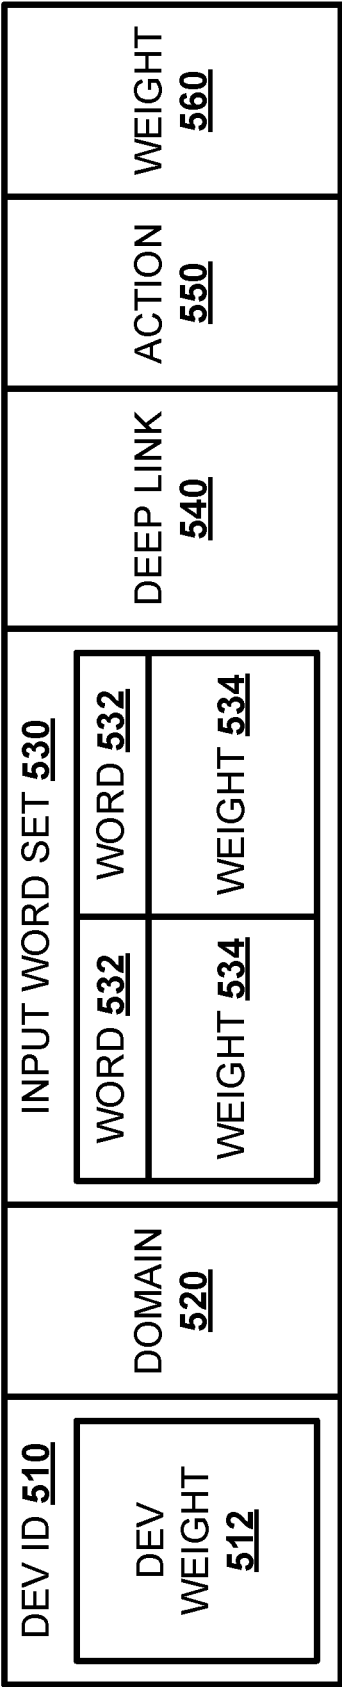 DEV ID 510
DEV
WEIGHT
512
DOMAIN
520
INPUT WORD SET 530
WORD 532
WORD 532
WEIGHT 534
WEIGHT 534
DEEP LINK
540
ACTION
550
WEIGHT
560